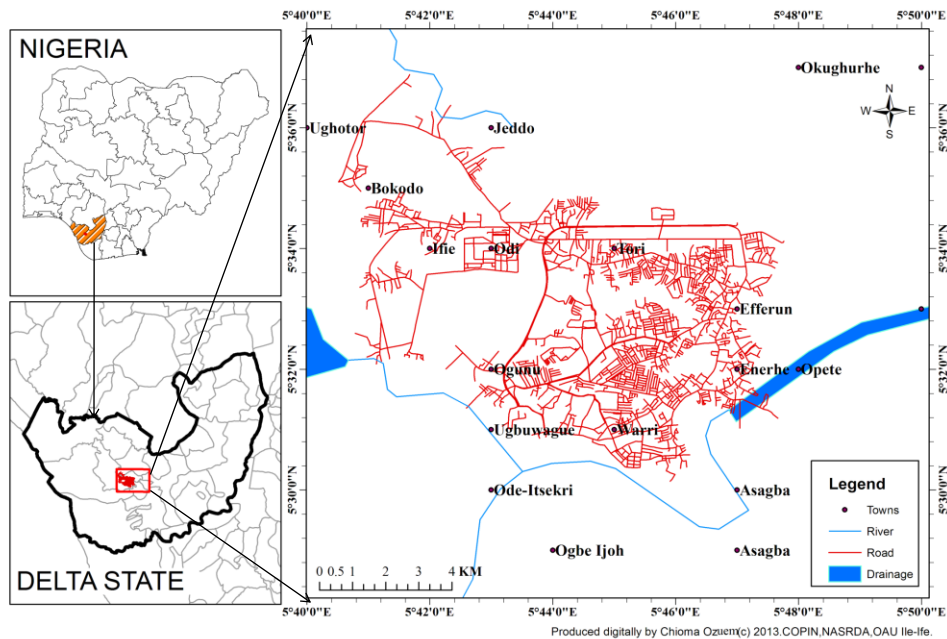 NIGERIA
DELTA STATE
5°40'0"E 5°42'0"E 5°44'0"E 5°46'0"E 5°48'0"E 5°50'0"E
5°36'0"N
5°34'0"N
5°32'0"N
5°30'0"N
Okughurhe
N
W E
S
Ughotor
Jeddo
Bokodo
Ifie
Odi
Tori
Efferun
Ogunu
Enerhe
Opete
Ugbuwague
Warri
Ode-Itsekri
Asagba
Ogbe Ijoh
Asagba
0 0.5 1 2 3 4 KM
Legend
Towns
River
Road
Drainage
5°36'0"N
5°34'0"N
5°32'0"N
5°30'0"N
5°40'0"E 5°42'0"E 5°44'0"E 5°46'0"E 5°48'0"E 5°50'0"E
Produced digitally by Chioma Ozuem(c) 2013.COPIN,NASRDA,OAU Ile-Ife.